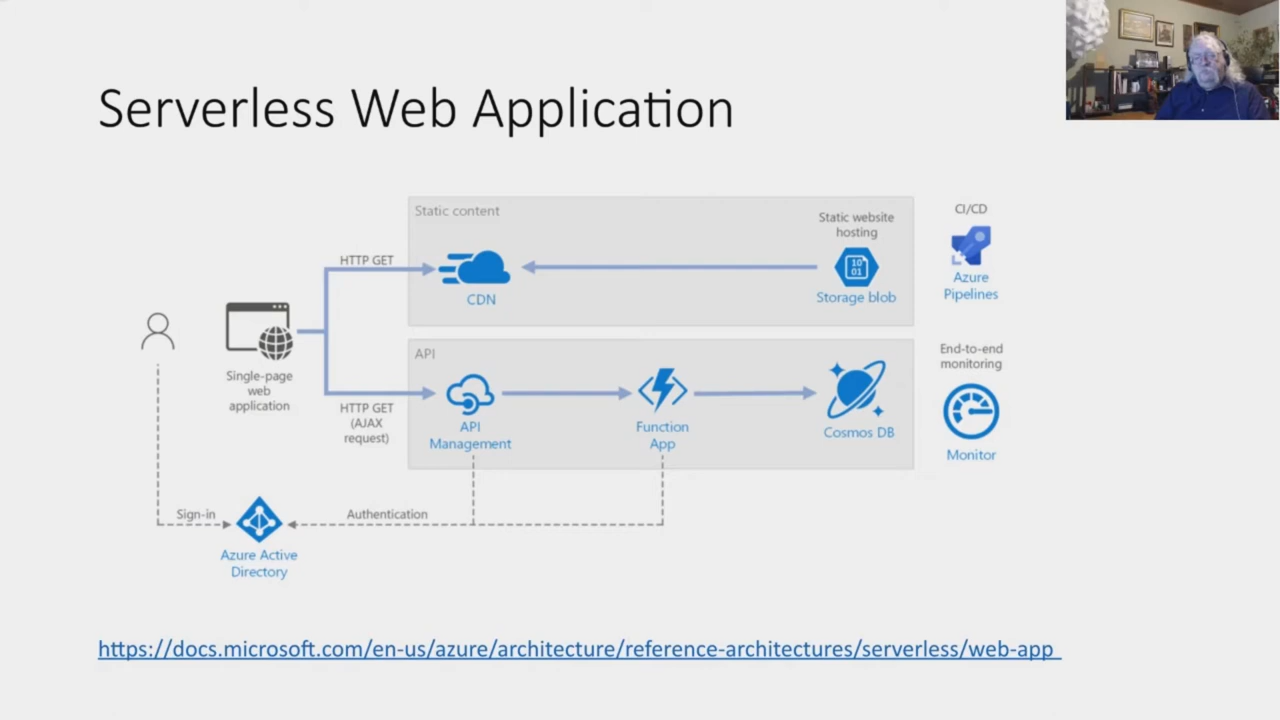 Serverless Web Application
Static content
Static website
hosting
Storage blob
HTTP GET
CDN
CI/CD
Azure
Pipelines
Single-page
web
application
HTTP GET
(AJAX
request)
API
API
Management
Function
App
Cosmos DB
End-to-end
monitoring
Monitor
Sign-in
Authentication
Azure Active
Directory
https://docs.microsoft.com/en-us/azure/architecture/reference-architectures/serverless/web-app
10
01